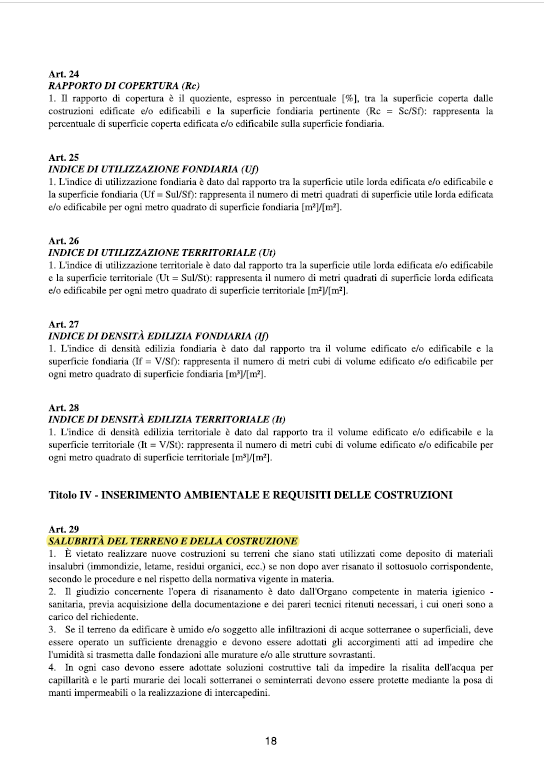 Art. 24
RAPPORTO DI COPERTURA (Rc)
1. Il rapporto di copertura è il quoziente, espresso in percentuale [%], tra la superficie coperta dalle
costruzioni edificate e/o edificabili e la superficie fondiaria pertinente (Rc = Sc/Sf): rappresenta la
percentuale di superficie coperta edificata e/o edificabile sulla superficie fondiaria.
Art. 25
INDICE DI UTILIZZAZIONE FONDIARIA (Uf)
1. L'indice di utilizzazione fondiaria è dato dal rapporto tra la superficie utile lorda edificata e/o edificabile e
la superficie fondiaria (Uf = Sul/Sf): rappresenta il numero di metri quadrati di superficie utile lorda edificata
e/o edificabile per ogni metro quadrato di superficie fondiaria [m²]/[m²].
Art. 26
INDICE DI UTILIZZAZIONE TERRITORIALE (Ut)
1. L'indice di utilizzazione territoriale è dato dal rapporto tra la superficie utile lorda edificata e/o edificabile
e la superficie territoriale (Ut = Sul/St): rappresenta il numero di metri quadrati di superficie lorda edificata
e/o edificabile per ogni metro quadrato di superficie territoriale [m²]/[m²].
Art. 27
INDICE DI DENSITÀ EDILIZIA FONDIARIA (If)
1. L'indice di densità edilizia fondiaria è dato dal rapporto tra il volume edificato e/o edificabile e la
superficie fondiaria (If = V/Sf): rappresenta il numero di metri cubi di volume edificato e/o edificabile per
ogni metro quadrato di superficie fondiaria [m³]/[m²].
Art. 28
INDICE DI DENSITÀ EDILIZIA TERRITORIALE (It)
1. L'indice di densità edilizia territoriale è dato dal rapporto tra il volume edificato e/o edificabile e la
superficie territoriale (It = V/St): rappresenta il numero di metri cubi di volume edificato e/o edificabile per
ogni metro quadrato di superficie territoriale [m³]/[m²].
Titolo IV - INSERIMENTO AMBIENTALE E REQUISITI DELLE COSTRUZIONI
Art. 29
SALUBRITÀ DEL TERRENO E DELLA COSTRUZIONE
1. È vietato realizzare nuove costruzioni su terreni che siano stati utilizzati come deposito di materiali
insalubri (immondizie, letame, residui organici, ecc.) se non dopo aver risanato il sottosuolo corrispondente,
secondo le procedure e nel rispetto della normativa vigente in materia.
2. Il giudizio concernente l'opera di risanamento è dato dall'Organo competente in materia igienico -
sanitaria, previa acquisizione della documentazione e dei pareri tecnici ritenuti necessari, i cui oneri sono a
carico del richiedente.
3. Se il terreno da edificare è umido e/o soggetto alle infiltrazioni di acque sotterranee o superficiali, deve
essere operato un sufficiente drenaggio e devono essere adottati gli accorgimenti atti ad impedire che
l'umidità si trasmetta dalle fondazioni alle murature e/o alle strutture sovrastanti.
4. In ogni caso devono essere adottate soluzioni costruttive tali da impedire la risalita dell'acqua per
capillarità e le parti murarie dei locali sotterranei o seminterrati devono essere protette mediante la posa di
manti impermeabili o la realizzazione di intercapedini.
18